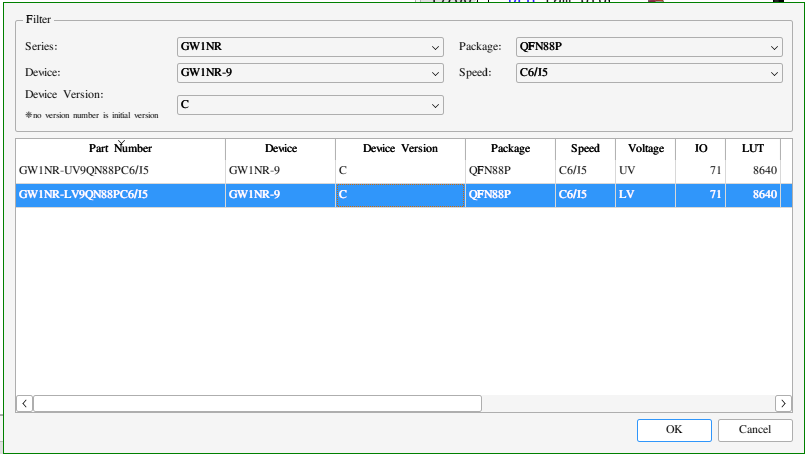 Filter
Series: GW1NR Package: QFN88P
Device: GW1NR-9 Speed: C6/I5
Device Version: C
※no version number is initial version
Part Number Device Device Version Package Speed Voltage IO LUT
GW1NR-UV9QN88PC6/I5 GW1NR-9 C QFN88P C6/I5 UV 71 8640
GW1NR-LV9QN88PC6/I5 GW1NR-9 C QFN88P C6/I5 LV 71 8640
OK Cancel